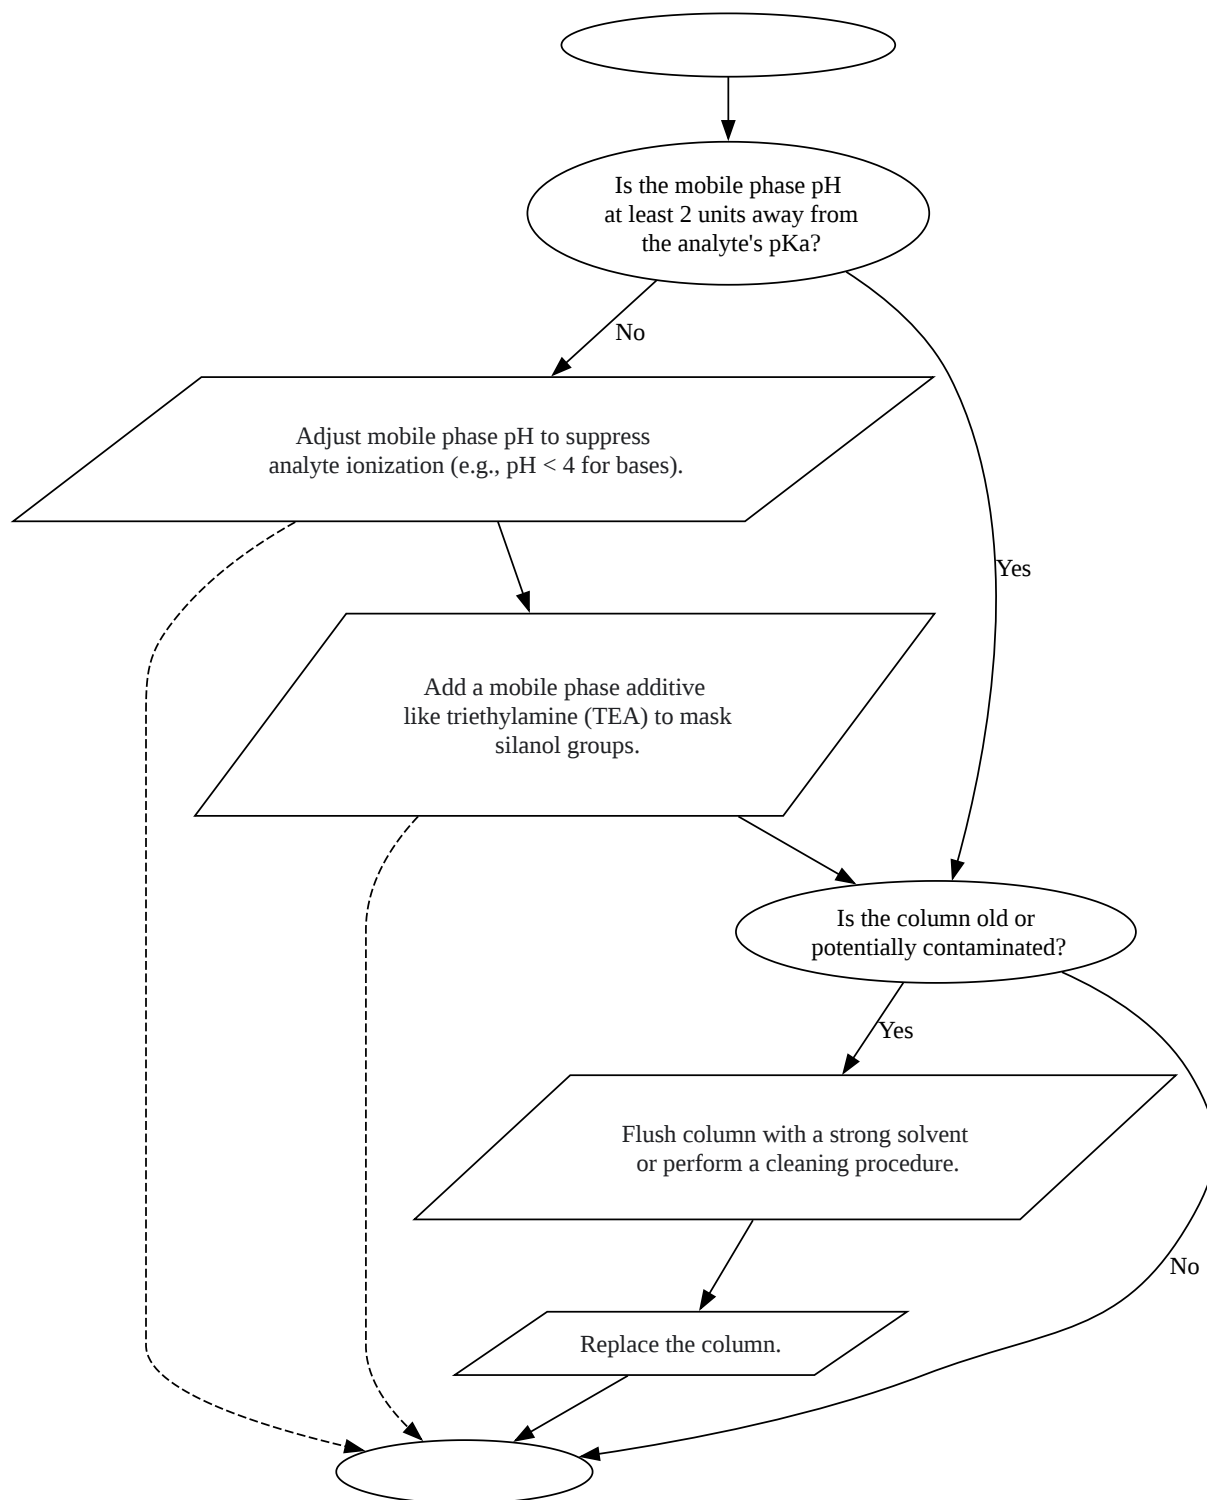 Is the mobile phase pH
at least 2 units away from
the analyte's pKa?
No
Adjust mobile phase pH to suppress
analyte ionization (e.g., pH < 4 for bases).
Yes
Add a mobile phase additive
like triethylamine (TEA) to mask
silanol groups.
Is the column old or
potentially contaminated?
Yes
Flush column with a strong solvent
or perform a cleaning procedure.
No
Replace the column.